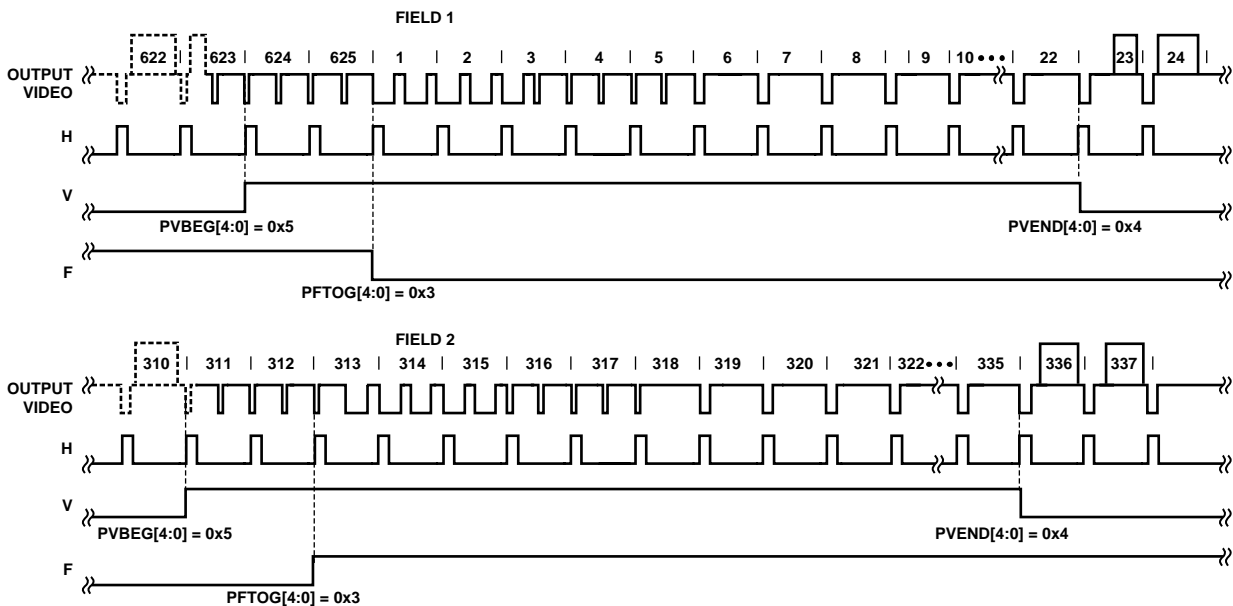 FIELD 1
622 623 624 625 1 2 3 4 5 6 7 8 9 10 ••• 22 23 24
OUTPUT
VIDEO
H
V
PVBEG[4:0] = 0x5 PVEND[4:0] = 0x4
F
PFTOG[4:0] = 0x3
FIELD 2
310 311 312 313 314 315 316 317 318 319 320 321 322 ••• 335 336 337
OUTPUT
VIDEO
H
V
PVBEG[4:0] = 0x5 PVEND[4:0] = 0x4
F
PFTOG[4:0] = 0x3